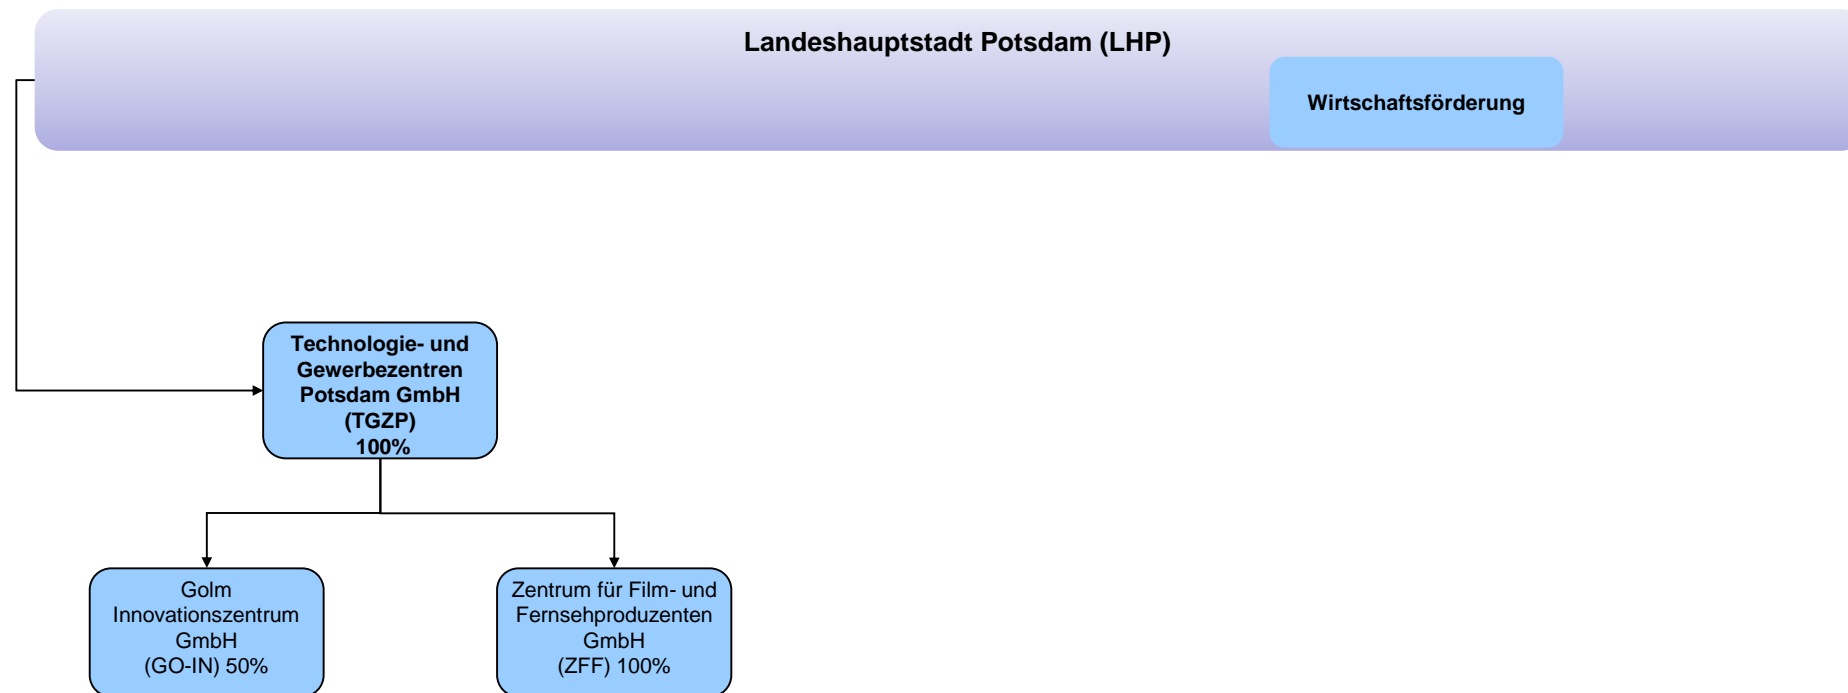 Landeshauptstadt Potsdam (LHP)
Wirtschaftsförderung
Technologie- und
Gewerbezentren
Potsdam GmbH
(TGZP)
100%
Golm
Innovationszentrum
GmbH
(GO-IN) 50%
Zentrum für Film- und
Fernsehproduzenten
GmbH
(ZFF) 100%